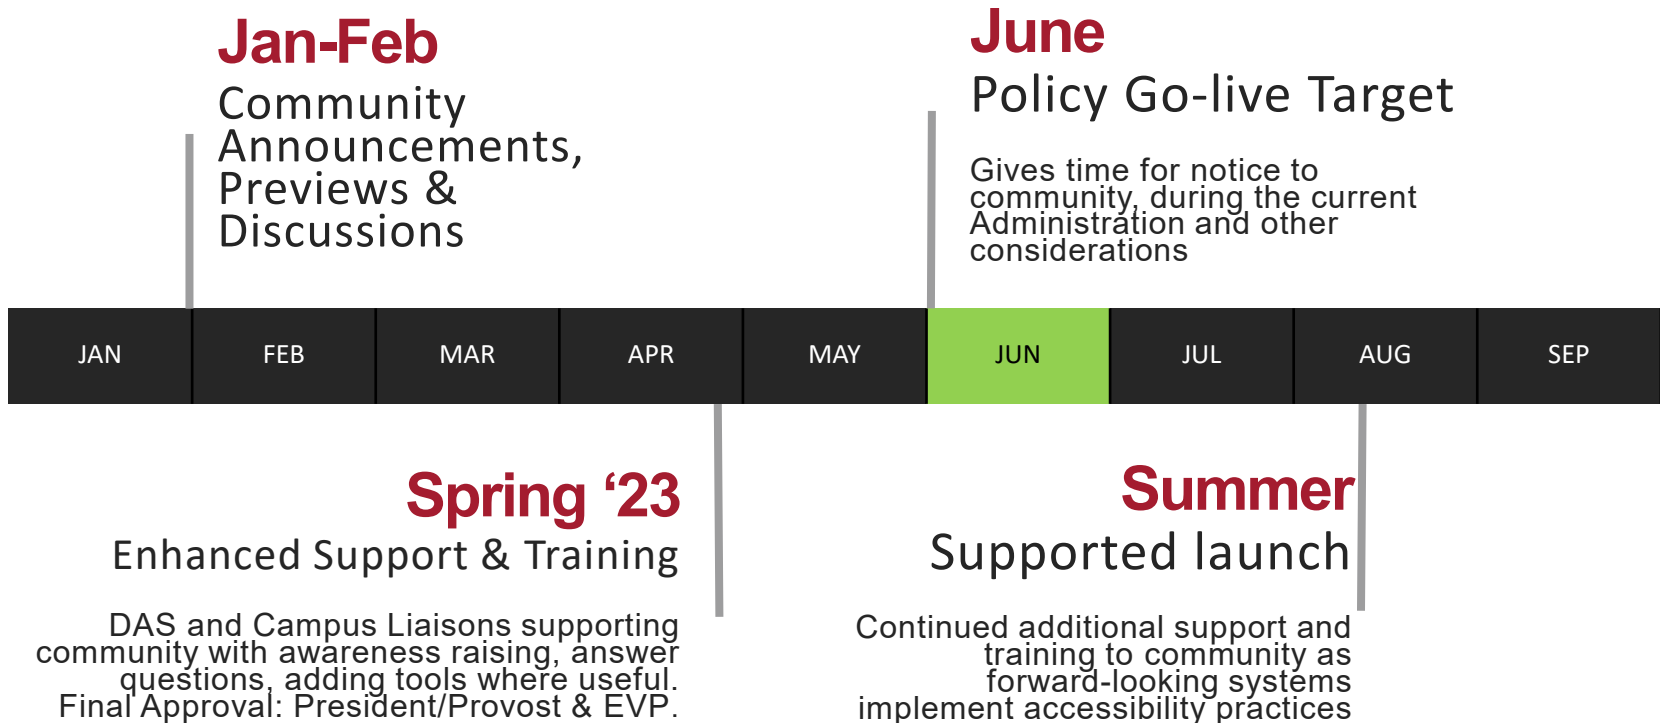 Jan-Feb
Community
Announcements,
Previews &
Discussions
June
Policy Go-live Target
Gives time for notice to
community, during the current
Administration and other
considerations
JAN
FEB
MAR
APR
MAY
JUN
JUL
AUG
SEP
Spring ‘23
Enhanced Support & Training
DAS and Campus Liaisons supporting
community with awareness raising, answer
questions, adding tools where useful.
Final Approval: President/Provost & EVP.
Summer
Supported launch
Continued additional support and
training to community as
forward-looking systems
implement accessibility practices